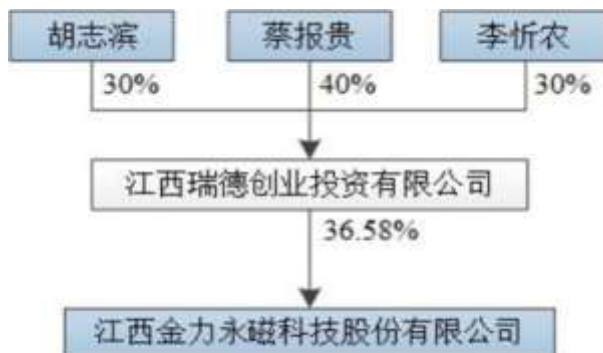 胡志滨 蔡报贵 李忻农
30% 40% 30%
江西瑞德创业投资有限公司
36.58%
江西金力永磁科技股份有限公司